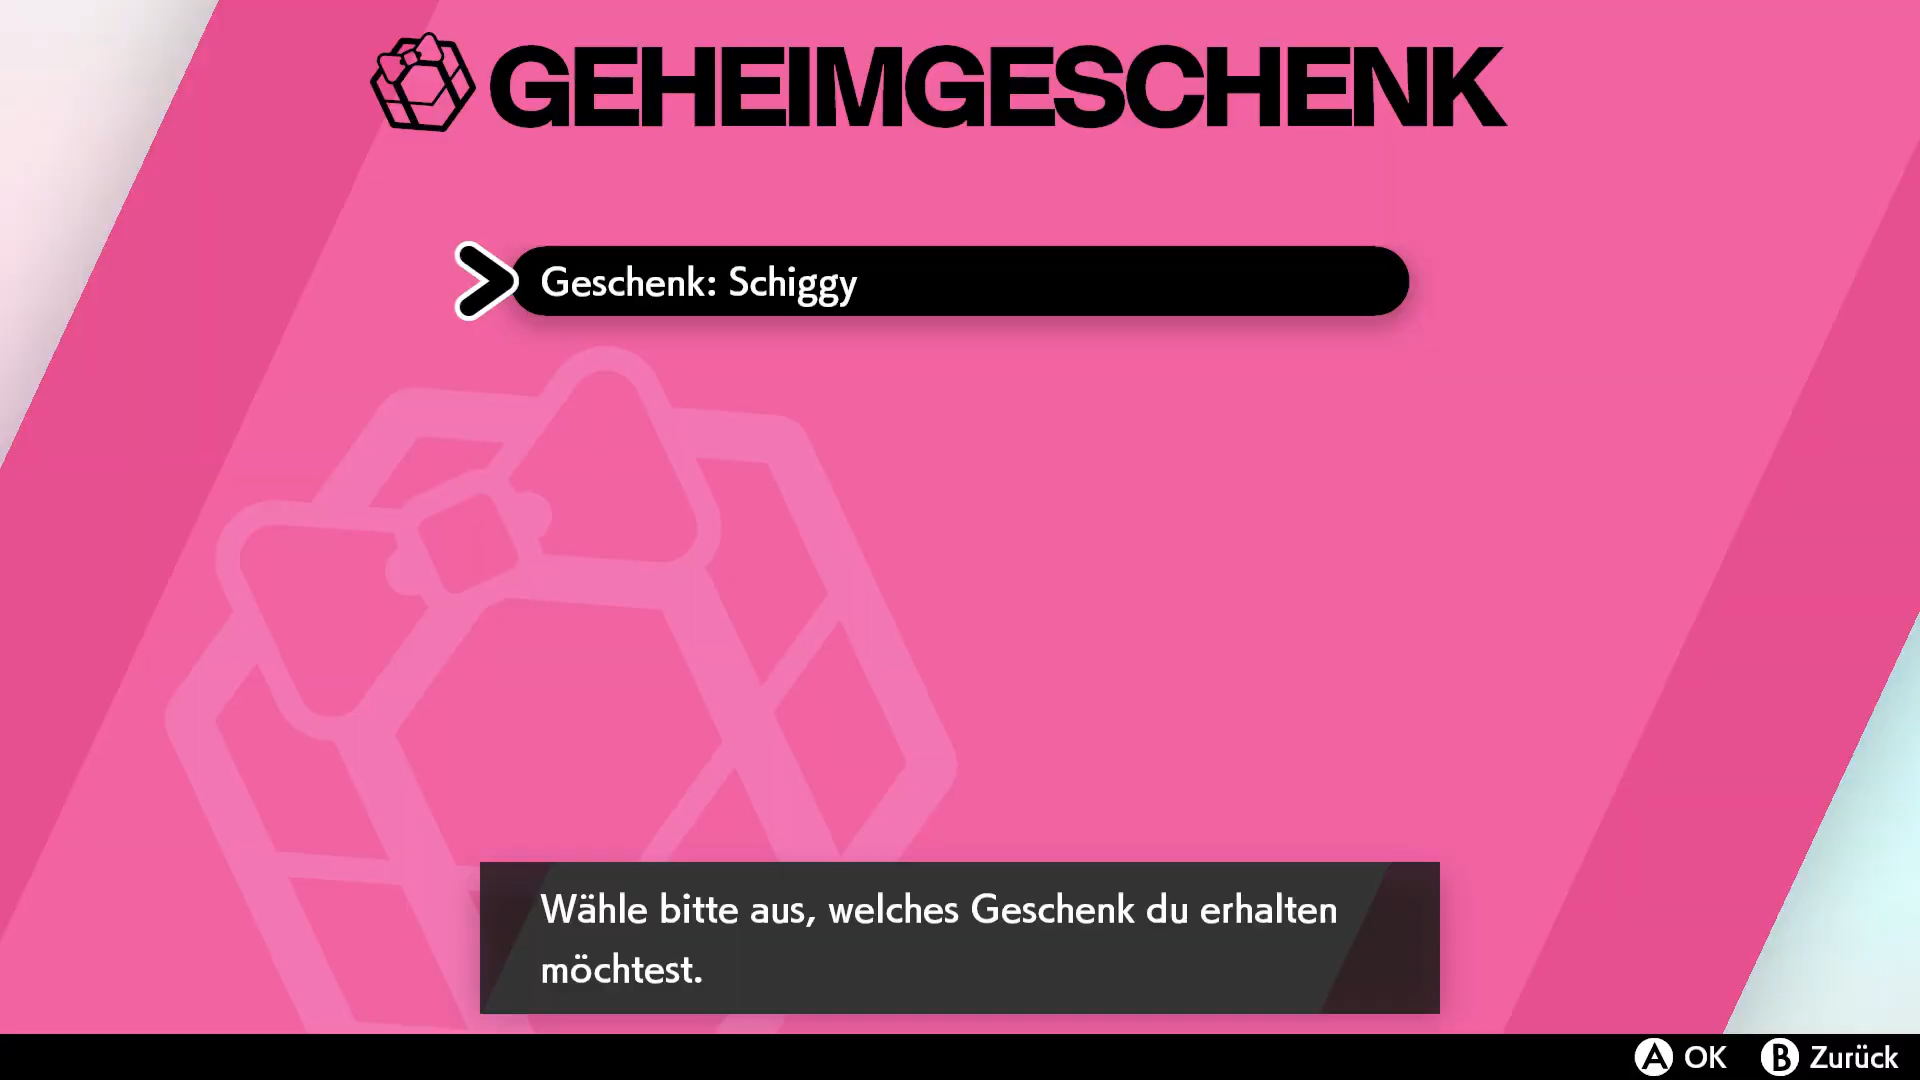 GEHEIMGESCHENK
Geschenk: Schiggy
Wähle bitte aus, welches Geschenk du erhalten
möchtest.
A OK B Zurück